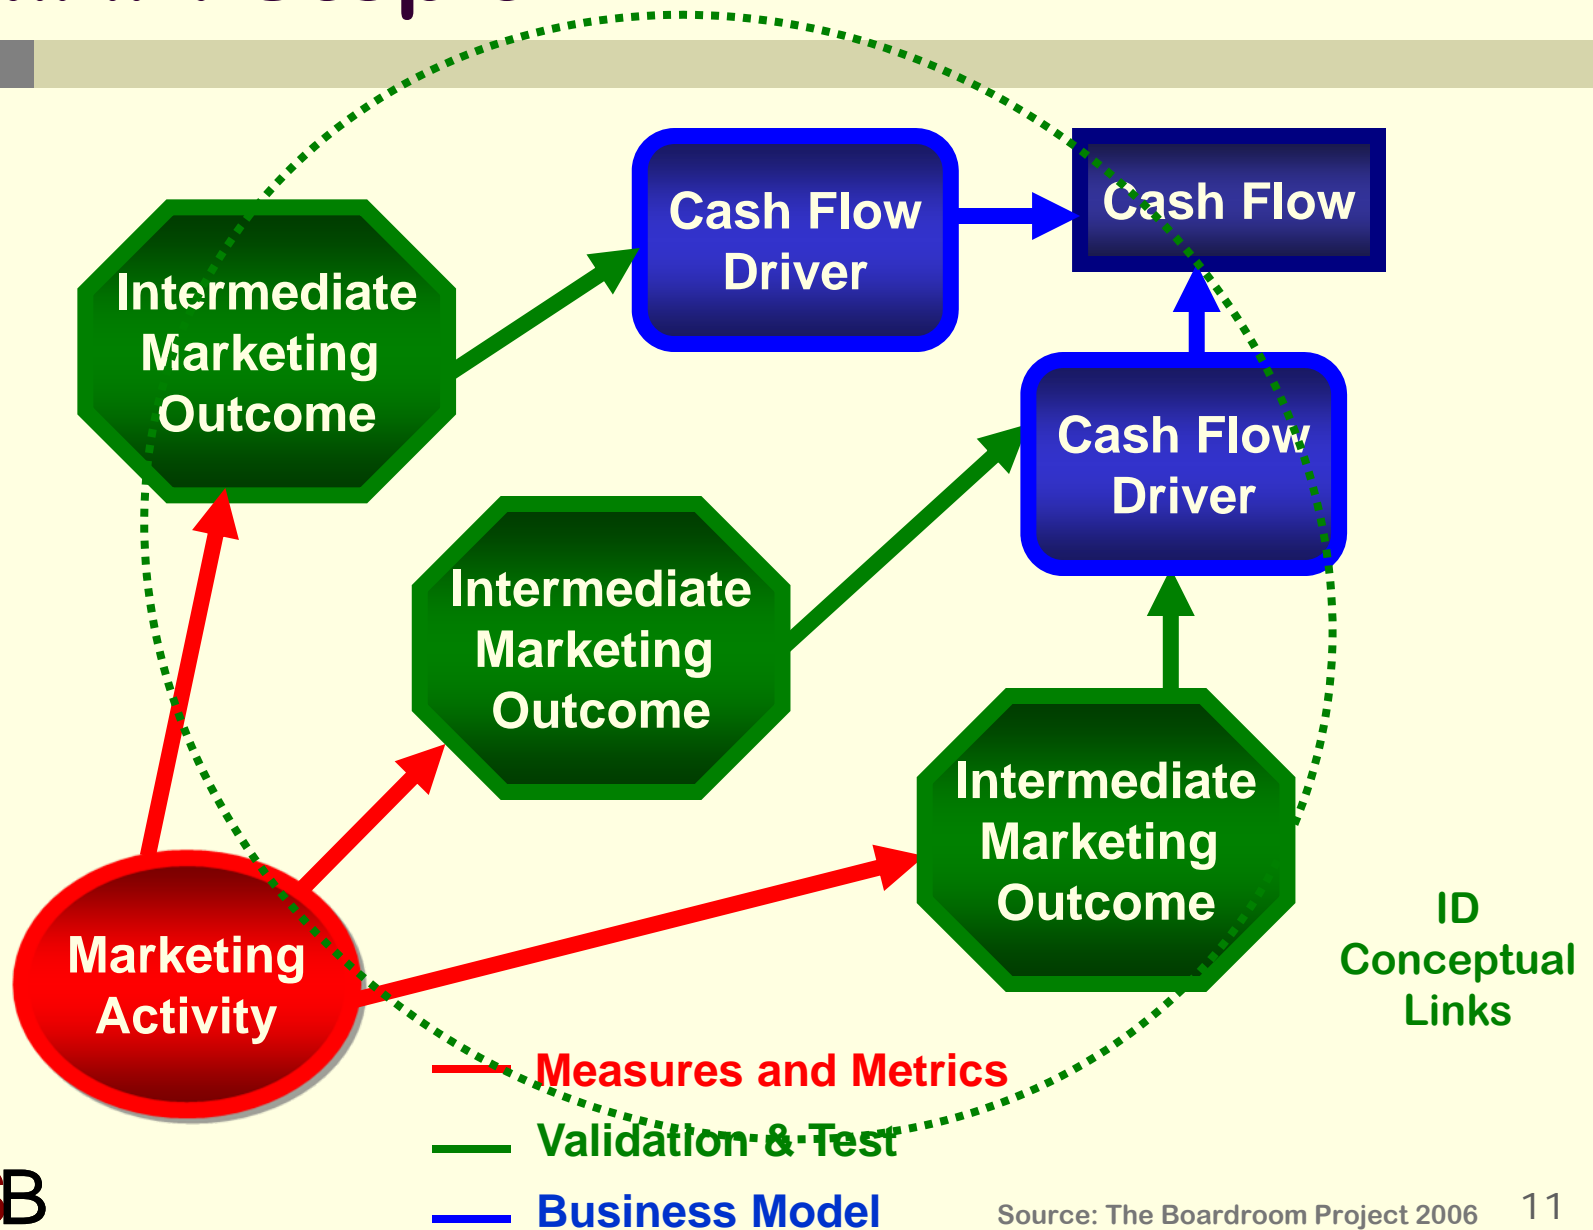 Cash Flow
Driver
Cash Flow
Intermediate
Marketing
Outcome
Cash Flow
Driver
Intermediate
Marketing
Outcome
Intermediate
Marketing
Outcome
Marketing
Activity
ID
Conceptual
Links
Measures and Metrics
Validation & Test
Business Model
B
Source: The Boardroom Project 2006
11